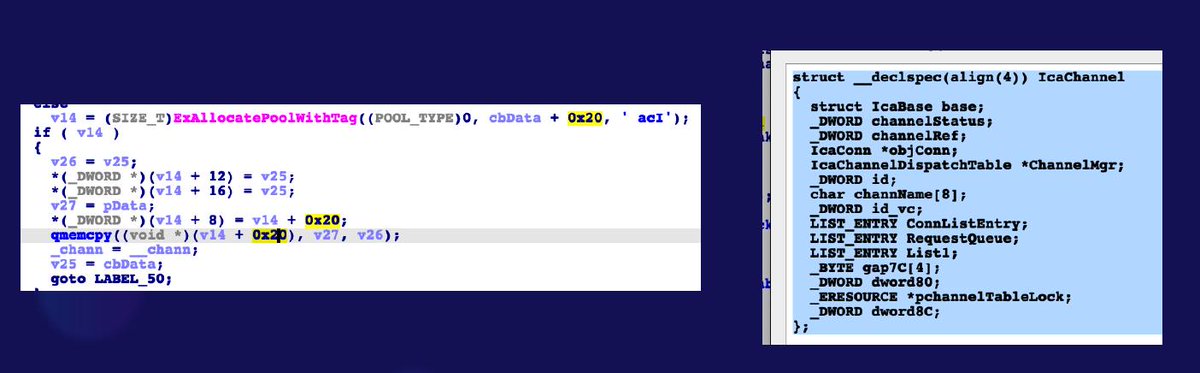 else
v14 = (SIZE_T)ExAllocatePoolWithTag((POOL_TYPE)0, cbData + 0x20, ' acI');
if ( v14 )
{
v26 = v25;
*(_DWORD *)(v14 + 12) = v25;
*(_DWORD *)(v14 + 16) = v25;
v27 = pData;
*(_DWORD *)(v14 + 8) = v14 + 0x20;
qmemcpy((void *)(v14 + 0x20), v27, v26);
_chann = __chann;
v25 = cbData;
goto LABEL_50;
struct __declspec(align(4)) IcaChannel
{
struct IcaBase base;
_DWORD channelStatus;
_DWORD channelRef;
IcaConn *objConn;
IcaChannelDispatchTable *ChannelMgr;
_DWORD id;
char channName[8];
_DWORD id_vc;
LIST_ENTRY ConnListEntry;
LIST_ENTRY RequestQueue;
LIST_ENTRY List1;
_BYTE gap7C[4];
_DWORD dword80;
_ERESOURCE *pchannelTableLock;
_DWORD dword8C;
};